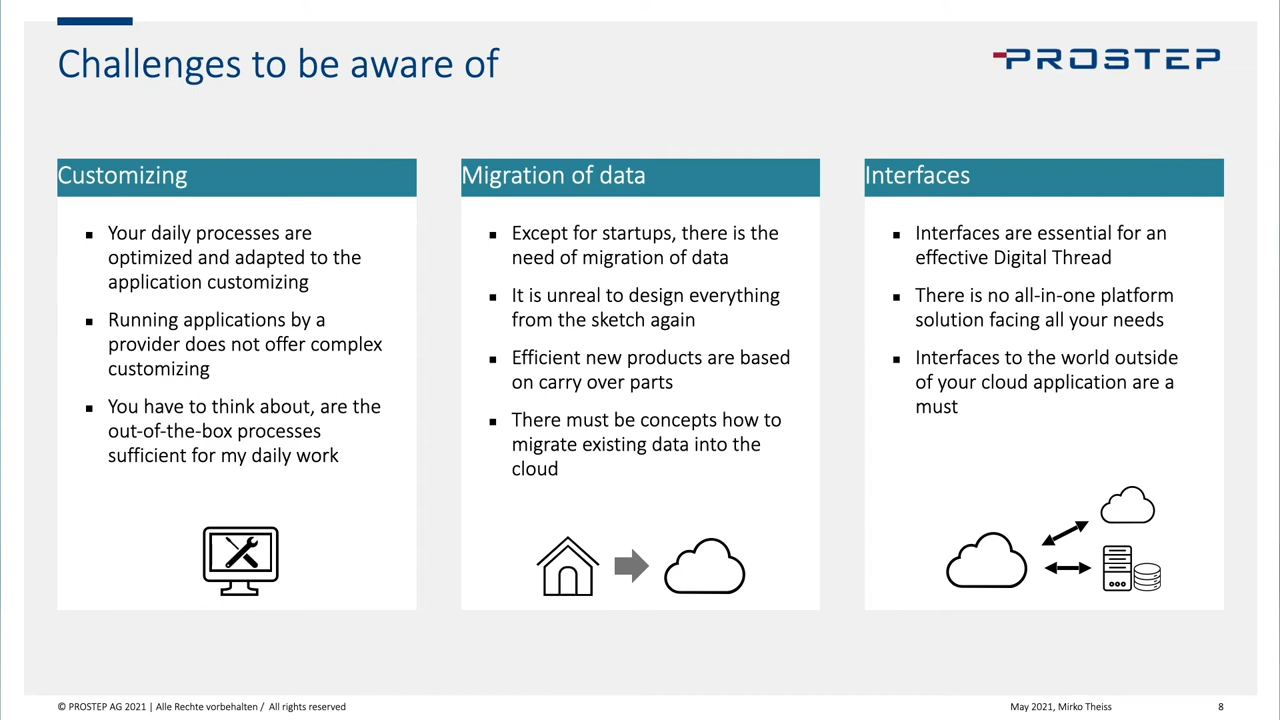 Challenges to be aware of
PROSTEP
Customizing
Your daily processes are
optimized and adapted to the
application customizing
Running applications by a
provider does not offer complex
customizing
You have to think about, are the
out-of-the-box processes
sufficient for my daily work
Migration of data
Except for startups, there is the
need of migration of data
It is unreal to design everything
from the sketch again
Efficient new products are based
on carry over parts
There must be concepts how to
migrate existing data into the
cloud
Interfaces
Interfaces are essential for an
effective Digital Thread
There is no all-in-one platform
solution facing all your needs
Interfaces to the world outside
of your cloud application are a
must
© PROSTEP AG 2021 | Alle Rechte vorbehalten / All rights reserved
May 2021, Mirko Theiss
8